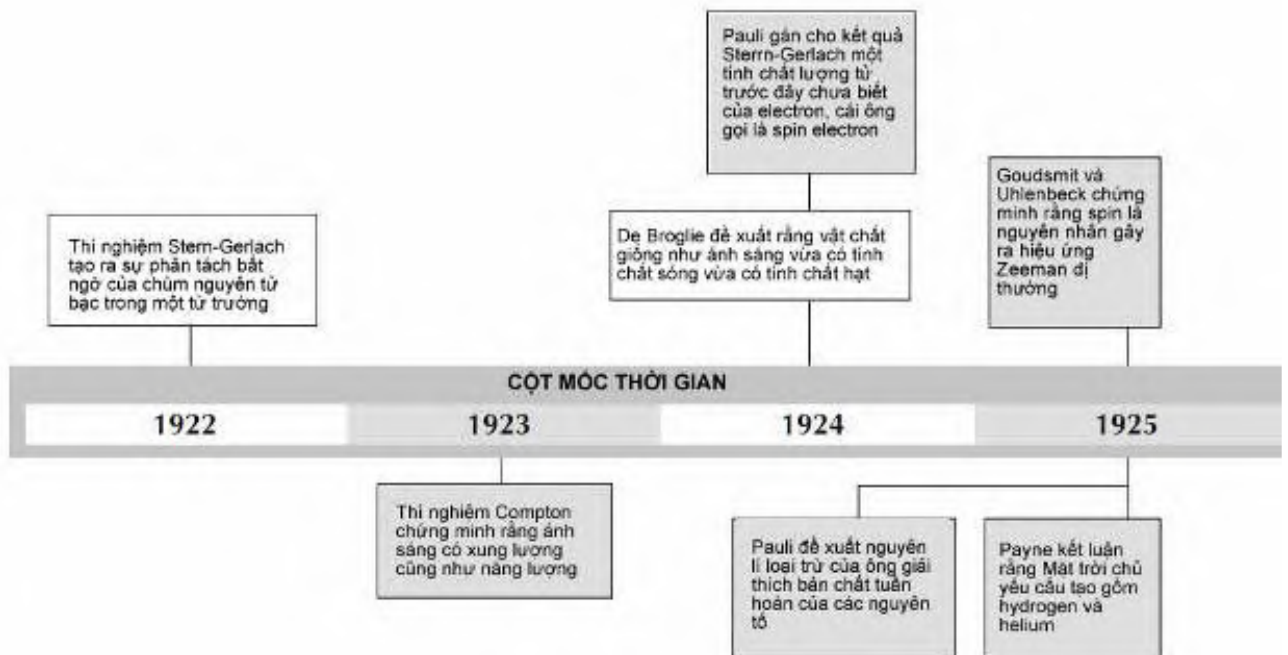 Pauli gán cho kết quả
Sterrn-Gerlach một
tính chất lượng tử
trước đây chưa biết
của electron, cái ông
gọi là spin electron
Goudsmit và
Uhlenbeck chứng
minh rằng spin là
nguyên nhân gây
ra hiệu ứng
Zeeman dị
thường
Thí nghiệm Stern-Gerlach
tạo ra sự phân tách bất
ngờ của chùm nguyên tử
bạc trong một từ trường
De Broglie đề xuất rằng vật chất
giống như ánh sáng vừa có tính
chất sóng vừa có tính chất hạt
CỘT MỐC THỜI GIAN
1922 1923 1924 1925
Thí nghiệm Compton
chứng minh rằng ánh
sáng có xung lượng
cũng như năng lượng
Pauli đề xuất nguyên
lí loại trừ của ông giải
thích bản chất tuần
hoàn của các nguyên
tố
Payne kết luận
rằng Mặt trời chủ
yếu cấu tạo gồm
hydrogen và
helium